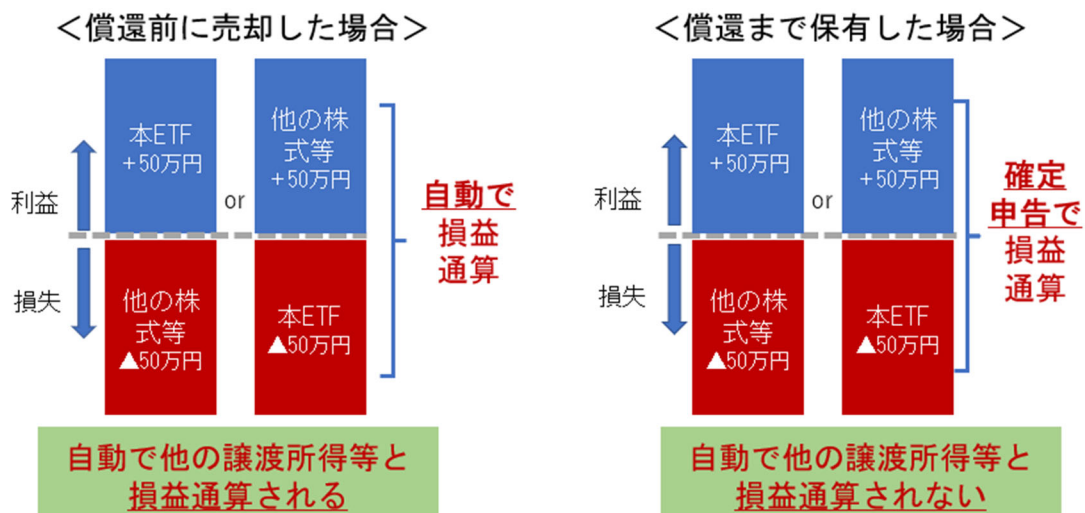 ＜償還前に売却した場合＞
利益
損失
本ETF
+50万円
or
他の株
式等
+50万円
他の株
式等
▲50万円
本ETF
▲50万円
自動で
損益
通算
自動で他の譲渡所得等と
損益通算される
＜償還まで保有した場合＞
利益
損失
本ETF
+50万円
or
他の株
式等
+50万円
他の株
式等
▲50万円
本ETF
▲50万円
確定
申告で
損益
通算
自動で他の譲渡所得等と
損益通算されない